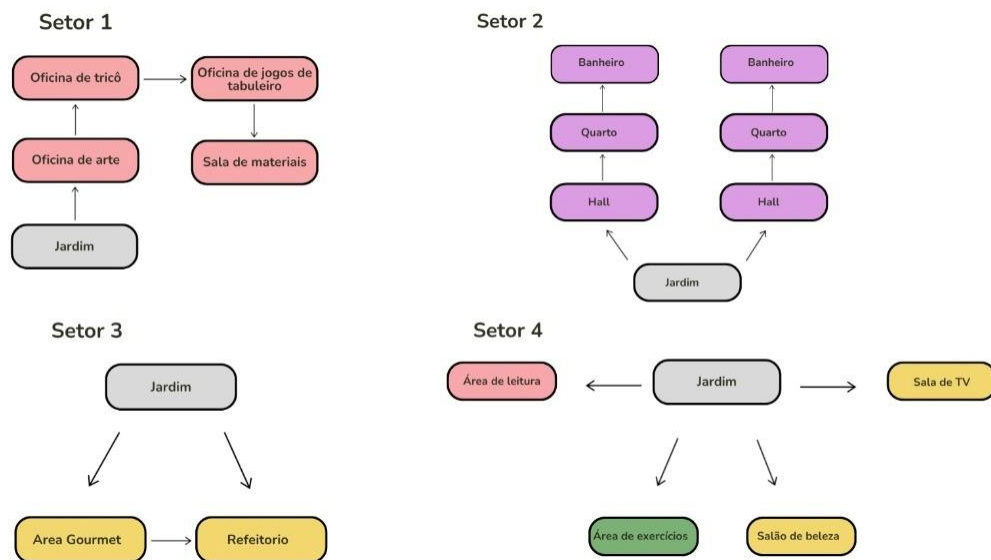 Setor 1
Oficina de tricô
Oficina de jogos de
tabuleiro
Oficina de arte
Sala de materiais
Jardim
Setor 2
Banheiro
Banheiro
Quarto
Quarto
Hall
Hall
Jardim
Setor 3
Jardim
Area Gourmet
Refeitorio
Setor 4
Área de leitura
Jardim
Sala de TV
Área de exercícios
Salão de beleza